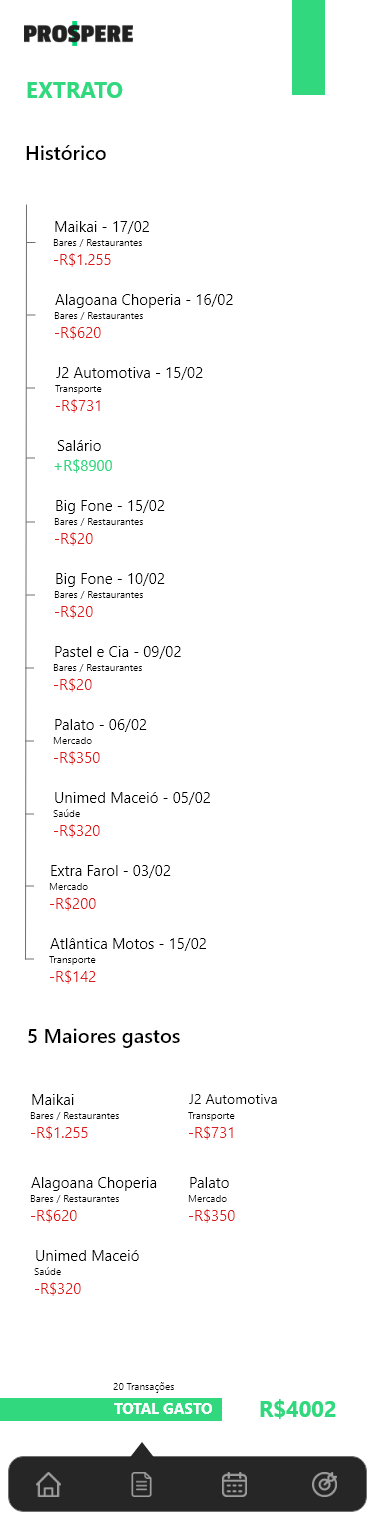 PRO$PERE
EXTRATO
Histórico
Maikai - 17/02
Bares / Restaurantes
-R$1.255
Alagoana Choperia - 16/02
Bares / Restaurantes
-R$620
J2 Automotiva - 15/02
Transporte
-R$731
Salário
+R$8900
Big Fone - 15/02
Bares / Restaurantes
-R$20
Big Fone - 10/02
Bares / Restaurantes
-R$20
Pastel e Cia - 09/02
Bares / Restaurantes
-R$20
Palato - 06/02
Mercado
-R$350
Unimed Maceió - 05/02
Saúde
-R$320
Extra Farol - 03/02
Mercado
-R$200
Atlântica Motos - 15/02
Transporte
-R$142
5 Maiores gastos
Maikai
Bares / Restaurantes
-R$1.255
J2 Automotiva
Transporte
-R$731
Alagoana Choperia
Bares / Restaurantes
-R$620
Palato
Mercado
-R$350
Unimed Maceió
Saúde
-R$320
20 Transações
TOTAL GASTO R$4002